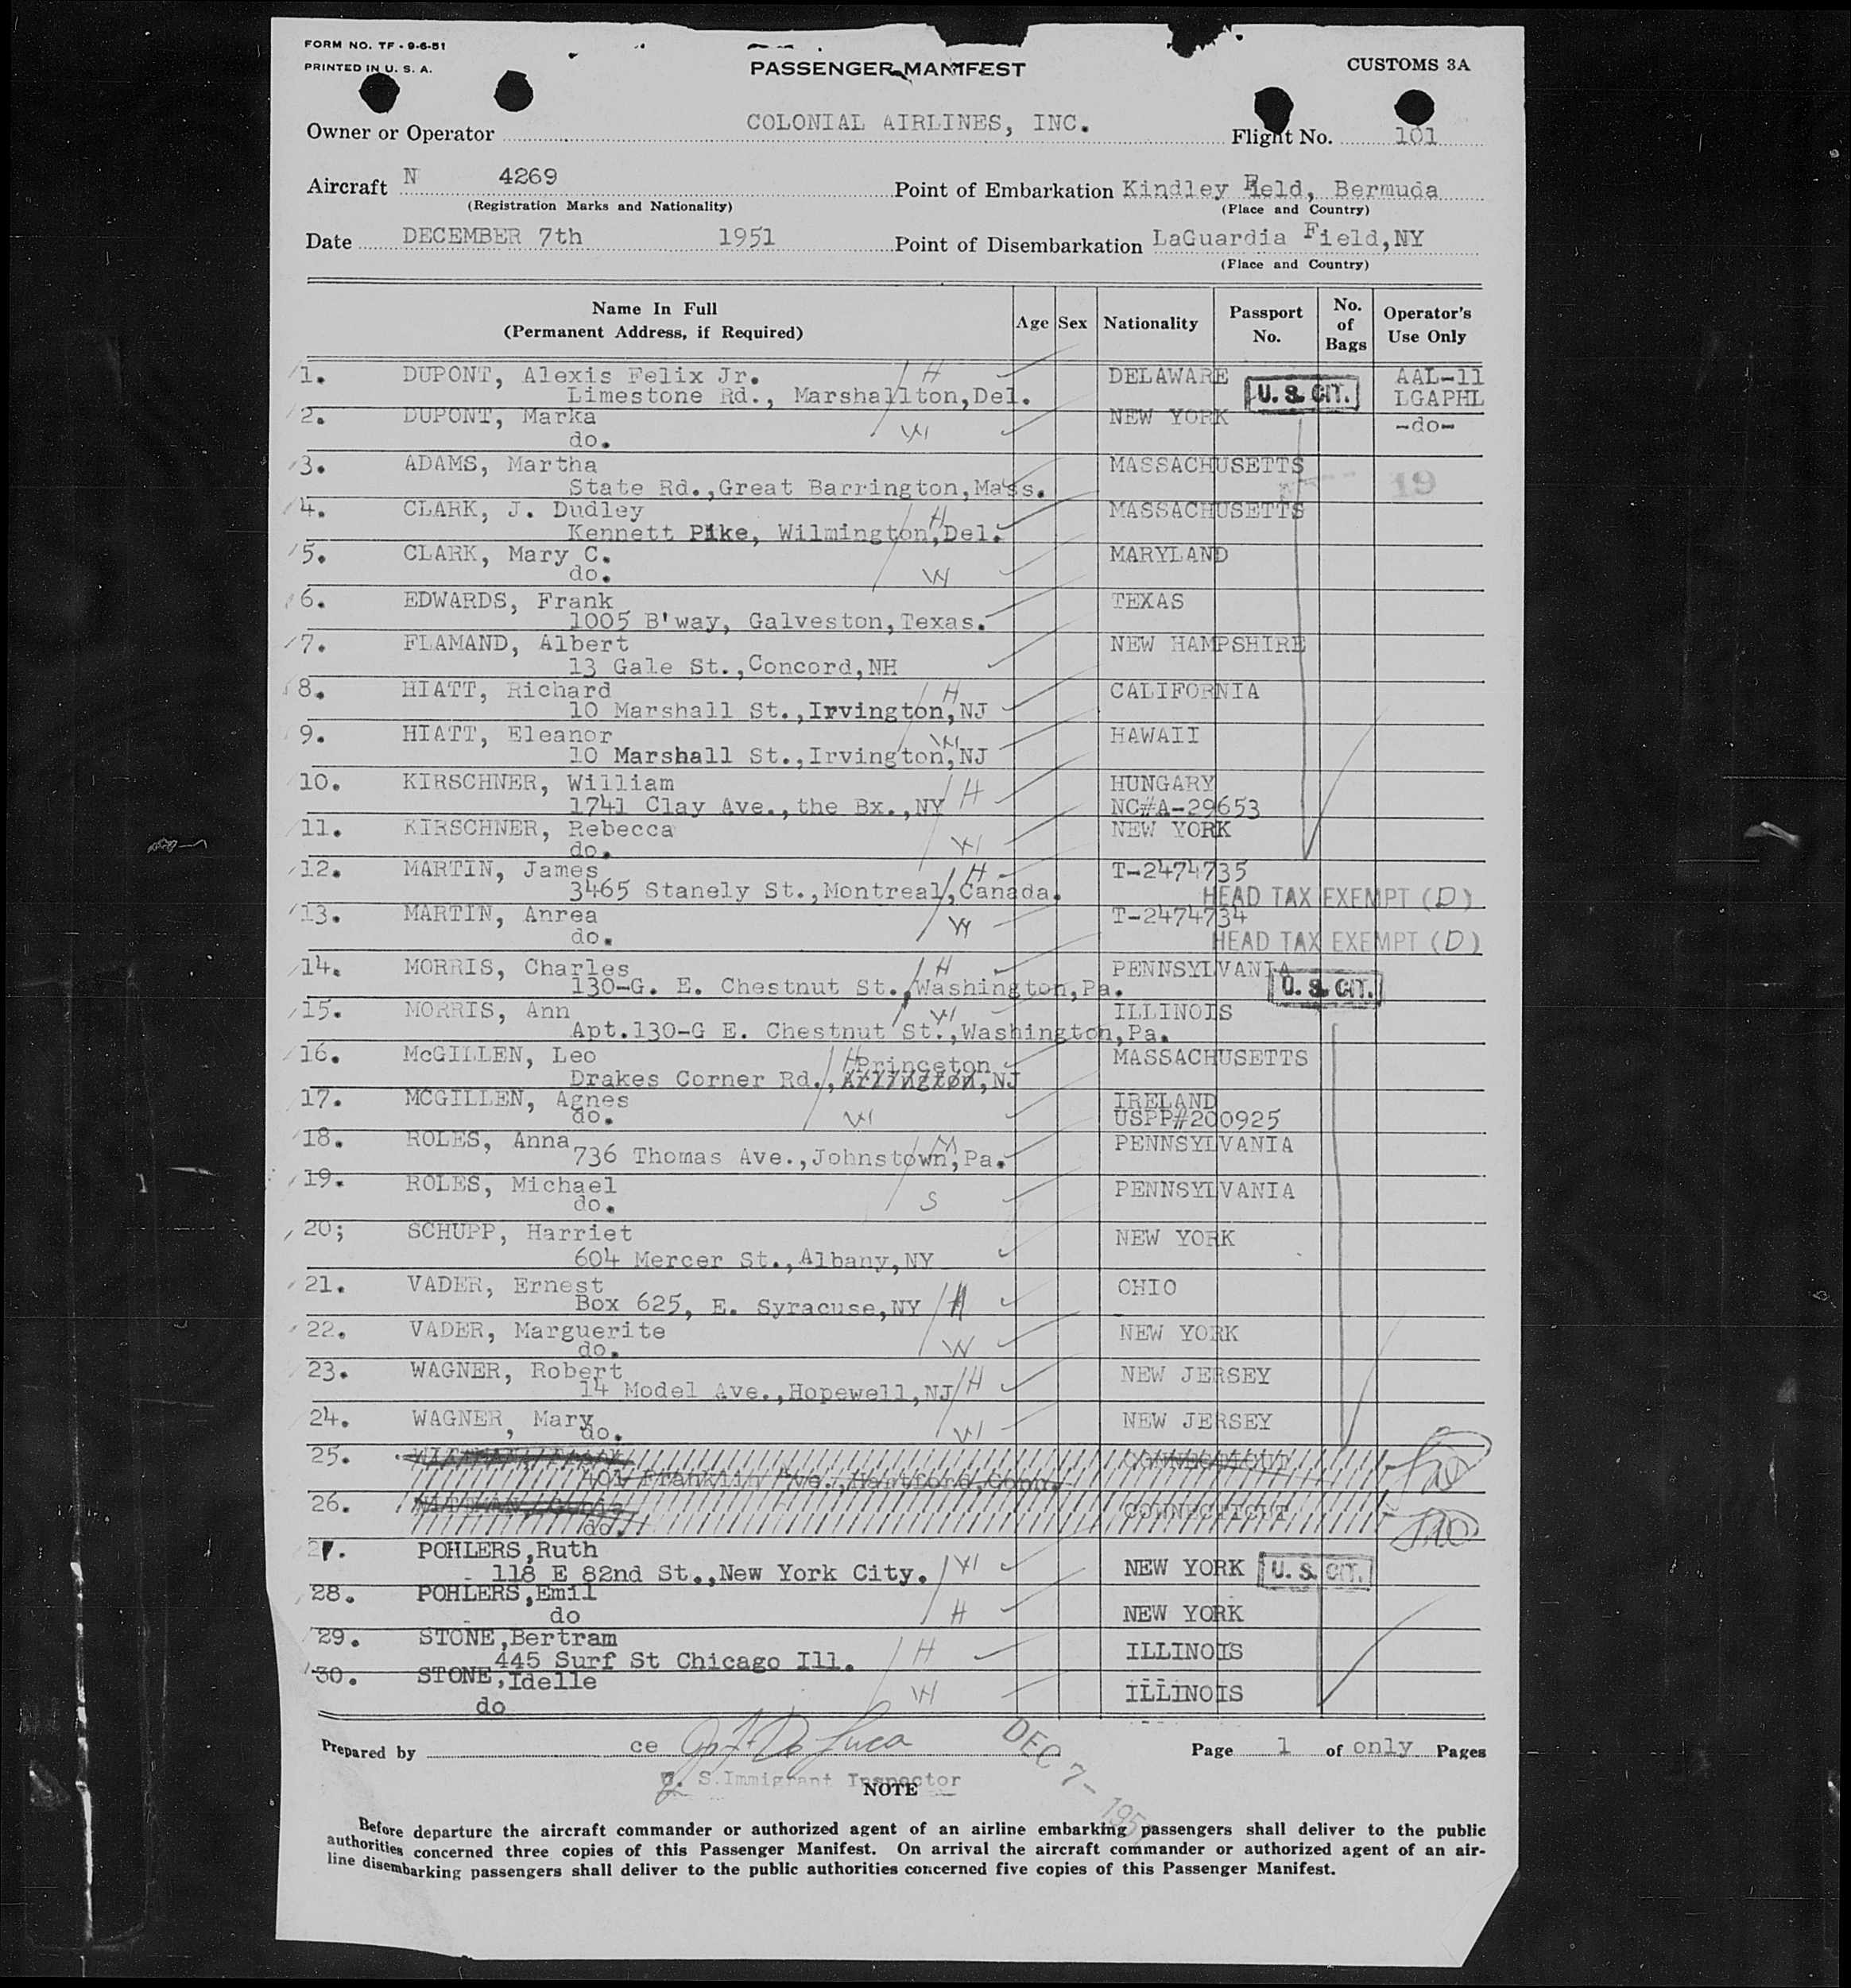 FORM NO. TF - 9-6-51
PRINTED IN U. S. A.
PASSENGER MANIFEST
CUSTOMS 3A
Owner or Operator COLONIAL AIRLINES, INC. Flight No. 101
Aircraft N 4269 Point of Embarkation Kindley Field, Bermuda
(Registration Marks and Nationality) (Place and Country)
Date DECEMBER 7th 1951 Point of Disembarkation LaGuardia Field,NY
(Place and Country)
Name In Full
(Permanent Address, if Required)
Age Sex Nationality Passport No. No. of Bags Operator's Use Only
1. DUPONT, Alexis Felix Jr. H DELAWARE AAL-11
Limestone Rd., Marshallton,Del. U. S. CIT. LGAPHL
2. DUPONT, Marka NEW YORK -do-
do. W
3. ADAMS, Martha MASSACHUSETTS
State Rd.,Great Barrington,Mass. 19
4. CLARK, J. Dudley H MASSACHUSETTS
Kennett Pike, Wilmington,Del.
5. CLARK, Mary C. MARYLAND
do. W
6. EDWARDS, Frank TEXAS
1005 B'way, Galveston,Texas.
7. FLAMAND, Albert NEW HAMPSHIRE
13 Gale St.,Concord,NH
8. HIATT, Richard H CALIFORNIA
10 Marshall St.,Irvington,NJ
9. HIATT, Eleanor W HAWAII
10 Marshall St.,Irvington,NJ
10. KIRSCHNER, William H HUNGARY
1741 Clay Ave.,the Bx.,NY NC#A-29653
11. KIRSCHNER, Rebecca NEW YORK
do. W
12. MARTIN, James H T-2474735
3465 Stanely St.,Montreal,Canada. HEAD TAX EXEMPT (D)
13. MARTIN, Anrea W T-2474734
do. HEAD TAX EXEMPT (D)
14. MORRIS, Charles H PENNSYLVANIA
130-G. E. Chestnut St.,Washington,Pa. U. S. CIT.
15. MORRIS, Ann W ILLINOIS
Apt.130-G E. Chestnut St.,Washington,Pa.
16. McGILLEN, Leo H Princeton MASSACHUSETTS
Drakes Corner Rd.,Arlington,NJ
17. MCGILLEN, Agnes IRELAND
do. W USPP#200925
18. ROLES, Anna M PENNSYLVANIA
736 Thomas Ave.,Johnstown,Pa.
19. ROLES, Michael PENNSYLVANIA
do. S
20; SCHUPP, Harriet NEW YORK
604 Mercer St.,Albany,NY
21. VADER, Ernest OHIO
Box 625, E. Syracuse,NY H
22. VADER, Marguerite NEW YORK
do. W
23. WAGNER, Robert H NEW JERSEY
14 Model Ave.,Hopewell,NJ
24. WAGNER, Mary NEW JERSEY
do. W
25. CONNECTICUT
401 Franklin Ave.,Hartford,Conn.
26. CONNECTICUT
do.
27. POHLERS,Ruth W
118 E 82nd St.,New York City. NEW YORK U. S. CIT.
28. POHLERS,Emil
do H NEW YORK
29. STONE,Bertram H
445 Surf St Chicago Ill. ILLINOIS
30. STONE,Idelle W
do ILLINOIS
Prepared by ce Jos F De Luca Page 1 of only Pages
U. S. Immigrant Inspector
DEC 7 - 1951
NOTE
Before departure the aircraft commander or authorized agent of an airline embarking passengers shall deliver to the public
authorities concerned three copies of this Passenger Manifest. On arrival the aircraft commander or authorized agent of an air-
line disembarking passengers shall deliver to the public authorities concerned five copies of this Passenger Manifest.